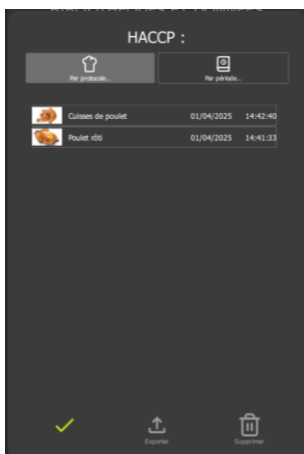 HACCP :
Par protocole...
Par période...
Cuisses de poulet 01/04/2025 14:42:40
Poulet rôti 01/04/2025 14:41:33
Exporter
Supprimer